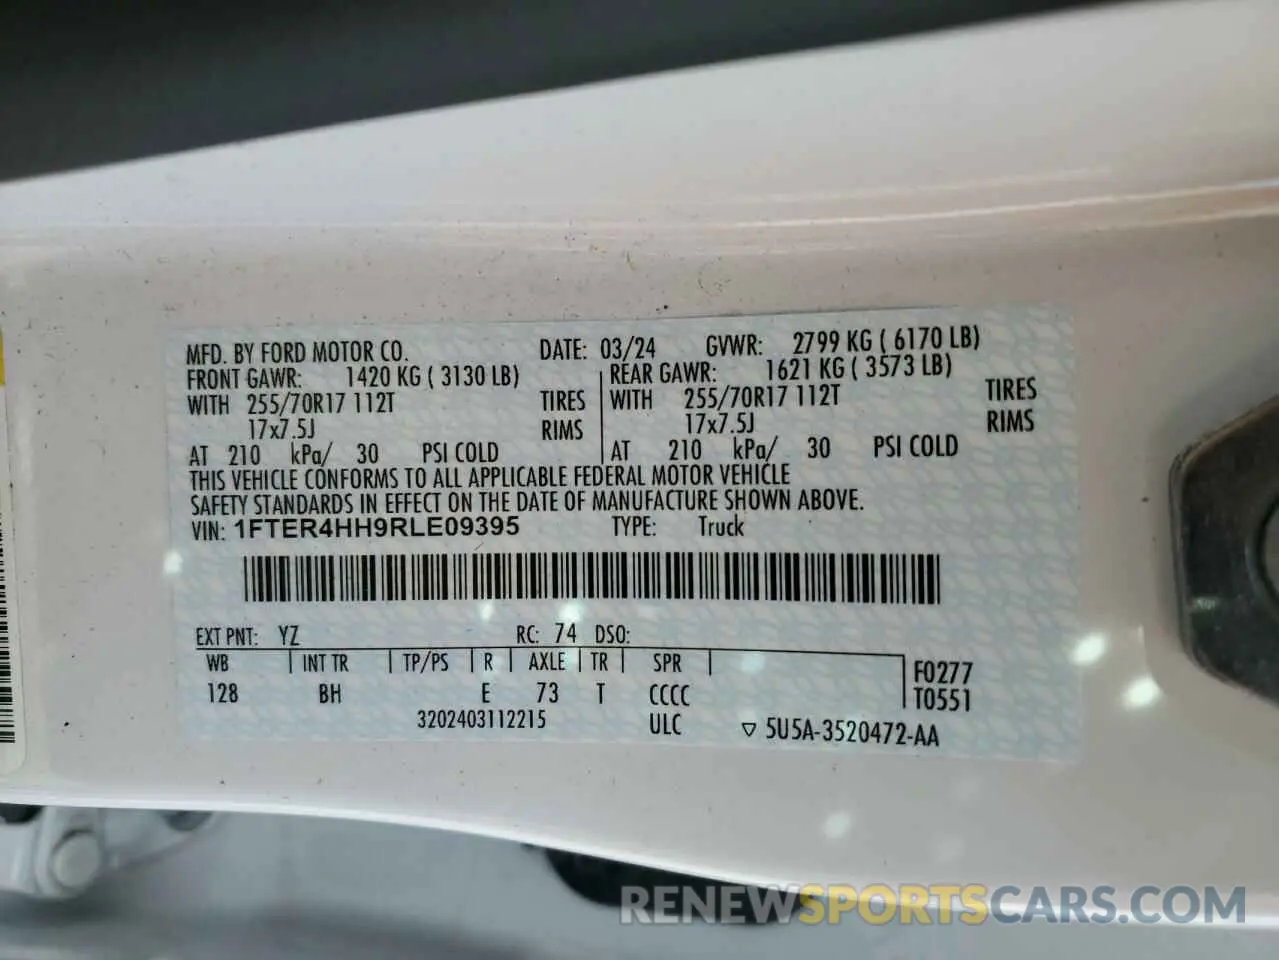 MFD. BY FORD MOTOR CO. DATE: 03/24 GVWR: 2799 KG ( 6170 LB)
FRONT GAWR: 1420 KG ( 3130 LB) REAR GAWR: 1621 KG ( 3573 LB)
WITH 255/70R17 112T TIRES WITH 255/70R17 112T TIRES
17x7.5J RIMS 17x7.5J RIMS
AT 210 kPa/ 30 PSI COLD AT 210 kPa/ 30 PSI COLD
THIS VEHICLE CONFORMS TO ALL APPLICABLE FEDERAL MOTOR VEHICLE
SAFETY STANDARDS IN EFFECT ON THE DATE OF MANUFACTURE SHOWN ABOVE.
VIN: 1FTER4HH9RLE09395 TYPE: Truck
EXT PNT: YZ RC: 74 DSO:
WB INT TR TP/PS R AXLE TR SPR F0277
128 BH E 73 T CCCC T0551
3202403112215 ULC ▽ 5U5A-3520472-AA
RENEWSPORTSCARS.COM